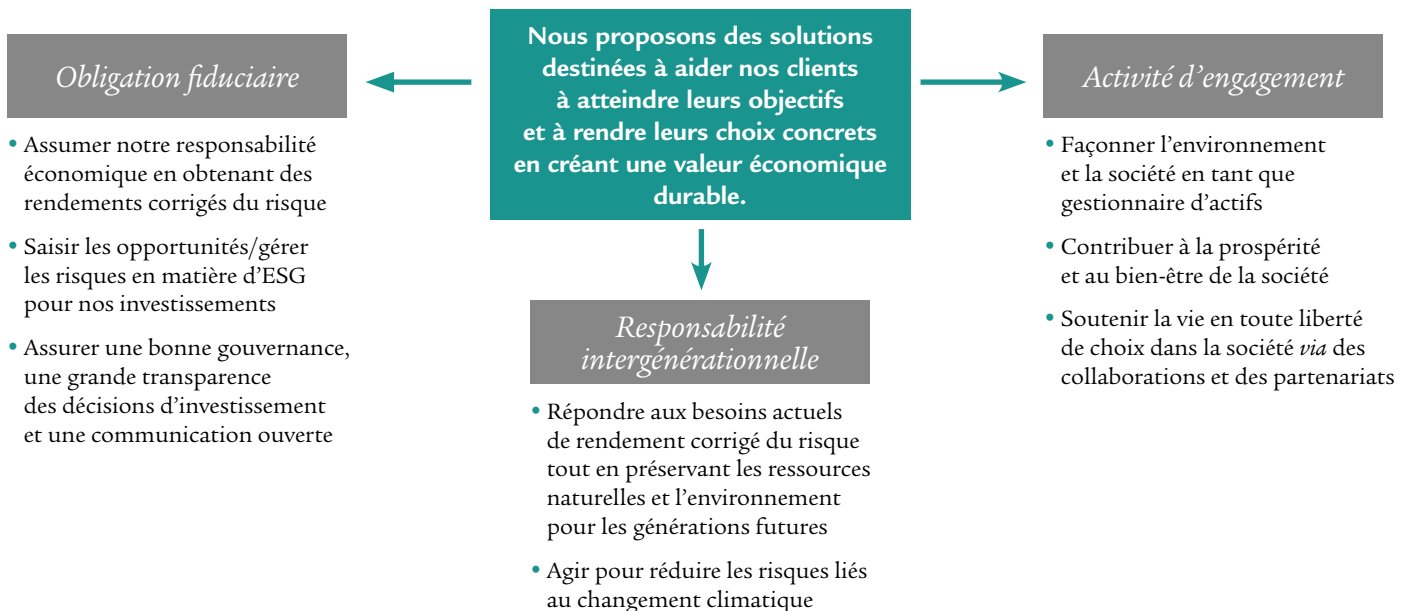 Nous proposons des solutions
destinées à aider nos clients
à atteindre leurs objectifs
et à rendre leurs choix concrets
en créant une valeur économique
durable.
Obligation fiduciaire
• Assumer notre responsabilité
économique en obtenant des
rendements corrigés du risque
• Saisir les opportunités/gérer
les risques en matière d’ESG
pour nos investissements
• Assurer une bonne gouvernance,
une grande transparence
des décisions d’investissement
et une communication ouverte
Responsabilité
intergénérationnelle
• Répondre aux besoins actuels
de rendement corrigé du risque
tout en préservant les ressources
naturelles et l’environnement
pour les générations futures
• Agir pour réduire les risques liés
au changement climatique
Activité d’engagement
• Façonner l’environnement
et la société en tant que
gestionnaire d’actifs
• Contribuer à la prospérité
et au bien-être de la société
• Soutenir la vie en toute liberté
de choix dans la société via des
collaborations et des partenariats